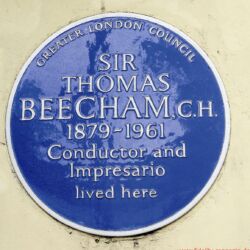 GREATER LONDON COUNCIL
SIR
THOMAS
BEECHAM, C.H.
1879-1961
Conductor and
Impresario
lived here